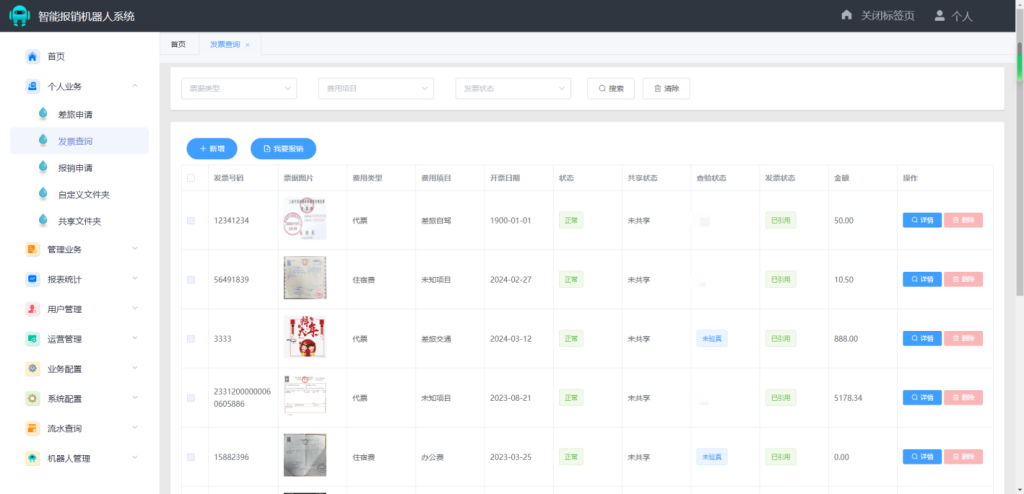 智能报销机器人系统
关闭标签页
个人
首页
个人业务
差旅申请
发票查询
报销申请
自定义文件夹
共享文件夹
管理业务
报表统计
用户管理
运营管理
业务配置
系统配置
流水查询
机器人管理
首页 发票查询 ×
票据类型 费用项目 发票状态 搜索 清除
+ 新增 我要报销
发票号码 票据图片 费用类型 费用项目 开票日期 状态 共享状态 查验状态 发票状态 金额 操作
12341234 代票 差旅自驾 1900-01-01 正常 未共享 已引用 50.00 详情 删除
56491839 住宿费 未知项目 2024-02-27 正常 未共享 已引用 10.50 详情 删除
3333 代票 差旅交通 2024-03-12 正常 未共享 未验真 已引用 888.00 详情 删除
2331200000006
0605886 代票 未知项目 2023-08-21 正常 未共享 已引用 5178.34 详情 删除
15882396 住宿费 办公费 2023-03-25 正常 未共享 未验真 已引用 0.00 详情 删除